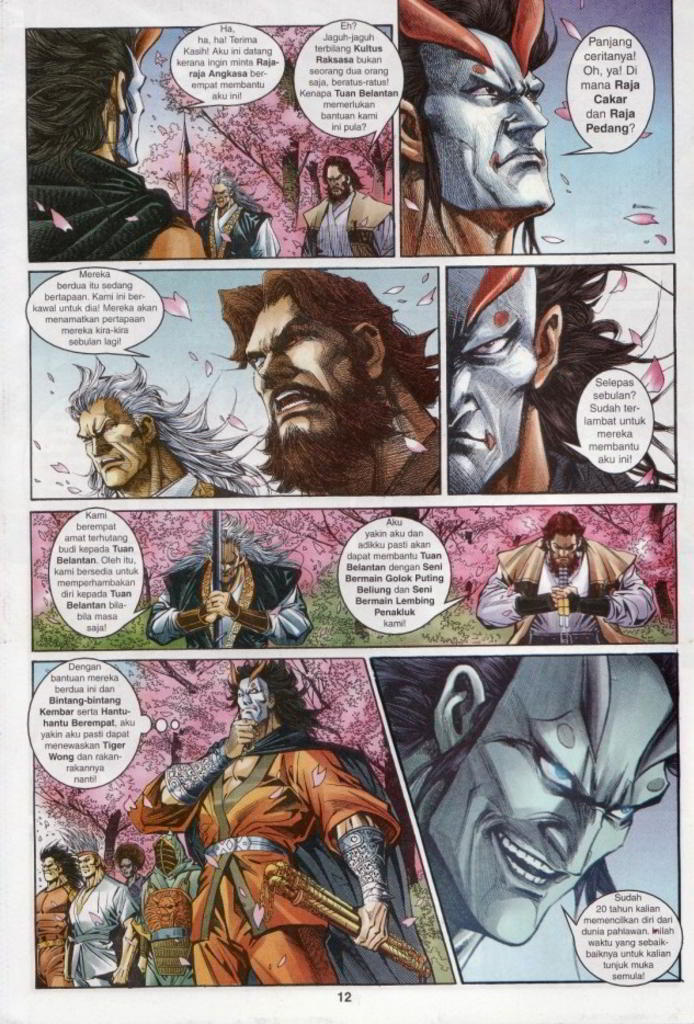 Ha,
ha, ha! Terima
Kasih! Aku ini datang
kerana ingin minta Raja-
raja Angkasa ber-
empat membantu
aku ini!
Eh?
Jaguh-jaguh
terbilang Kultus
Raksasa bukan
seorang dua orang
saja, beratus-ratus!
Kenapa Tuan Belantan
memerlukan
bantuan kami
ini pula?
Panjang
ceritanya!
Oh, ya! Di
mana Raja
Cakar
dan Raja
Pedang?
Mereka
berdua itu sedang
bertapaan. Kami ini ber-
kawal untuk dia! Mereka akan
menamatkan pertapaan
mereka kira-kira
sebulan lagi!
Selepas
sebulan?
Sudah ter-
lambat untuk
mereka
membantu
aku ini!
Kami
berempat
amat terhutang
budi kepada Tuan
Belantan. Oleh itu,
kami bersedia untuk
memperhambakan
diri kepada Tuan
Belantan bila-
bila masa
saja!
Aku
yakin aku dan
adikku pasti akan
dapat membantu Tuan
Belantan dengan Seni
Bermain Golok Puting
Beliung dan Seni
Bermain Lembing
Penakluk
kami!
Dengan
bantuan mereka
berdua ini dan
Bintang-bintang
Kembar serta Hantu-
hantu Berempat, aku
yakin aku pasti dapat
menewaskan Tiger
Wong dan rakan-
rakannya
nanti!
Sudah
20 tahun kalian
memencilkan diri dari
dunia pahlawan. Inilah
waktu yang sebaik-
baiknya untuk kalian
tunjuk muka
semula!
12